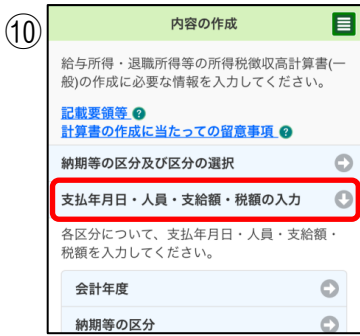 ⑩
内容の作成
給与所得・退職所得等の所得税徴収高計算書(一
般)の作成に必要な情報を入力してください。
記載要領等
計算書の作成に当たっての留意事項
納期等の区分及び区分の選択
支払年月日・人員・支給額・税額の入力
各区分について、支払年月日・人員・支給額・
税額を入力してください。
会計年度
納期等の区分